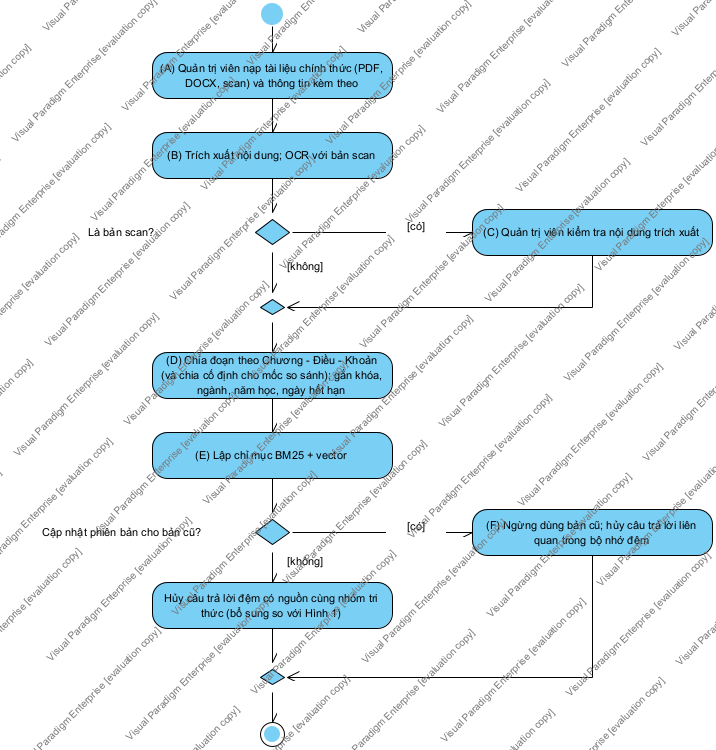 (A) Quản trị viên nạp tài liệu chính thức (PDF,
DOCX, scan) và thông tin kèm theo
(B) Trích xuất nội dung; OCR với bản scan
Là bản scan?
[có]
(C) Quản trị viên kiểm tra nội dung trích xuất
[không]
(D) Chia đoạn theo Chương - Điều - Khoản
(và chia cố định cho mốc so sánh); gắn khóa,
ngành, năm học, ngày hết hạn
(E) Lập chỉ mục BM25 + vector
Cập nhật phiên bản cho bản cũ?
[có]
(F) Ngừng dùng bản cũ; hủy câu trả lời liên
quan trong bộ nhớ đệm
[không]
Hủy câu trả lời đệm có nguồn cùng nhóm tri
thức (bổ sung so với Hình 1)
Visual Paradigm Enterprise [evaluation copy]